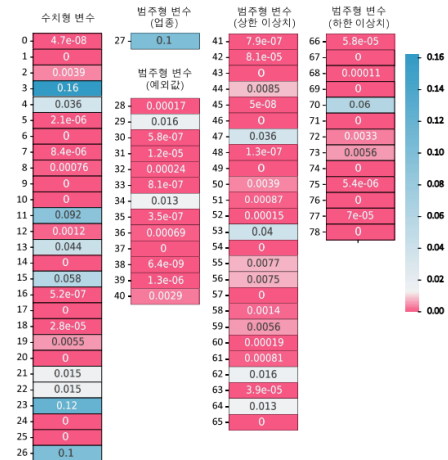 수치형 변수
0 4.7e-08
1 0
2 0.0039
3 0.16
4 0.036
5 2.1e-06
6 0
7 8.4e-06
8 0.00076
9 0
10 0
11 0.092
12 0.0012
13 0.044
14 0
15 0.058
16 5.2e-07
17 0
18 2.8e-05
19 0.0055
20 0
21 0.015
22 0.015
23 0.12
24 0
25 0
26 0.1
범주형 변수
(업종)
27 0.1
범주형 변수
(예외값)
28 0.00017
29 0.016
30 5.8e-07
31 1.2e-05
32 0.00024
33 8.1e-07
34 0.013
35 3.5e-07
36 0.00069
37 0
38 6.4e-09
39 1.3e-06
40 0.0029
범주형 변수
(상한 이상치)
41 7.9e-07
42 8.1e-05
43 0
44 0.0085
45 5e-08
46 0
47 0.036
48 1.3e-07
49 0
50 0.0039
51 0.00087
52 0.00015
53 0.04
54 0
55 0.0077
56 0.0075
57 0
58 0.0014
59 0.0056
60 0.00019
61 0.00081
62 0.016
63 3.9e-05
64 0.013
65 0
범주형 변수
(하한 이상치)
66 5.8e-05
67 0
68 0.00011
69 0
70 0.06
71 0
72 0.0033
73 0.0056
74 0
75 5.4e-06
76 0
77 7e-05
78 0
0.16
0.14
0.12
0.10
0.08
0.06
0.04
0.02
0.00